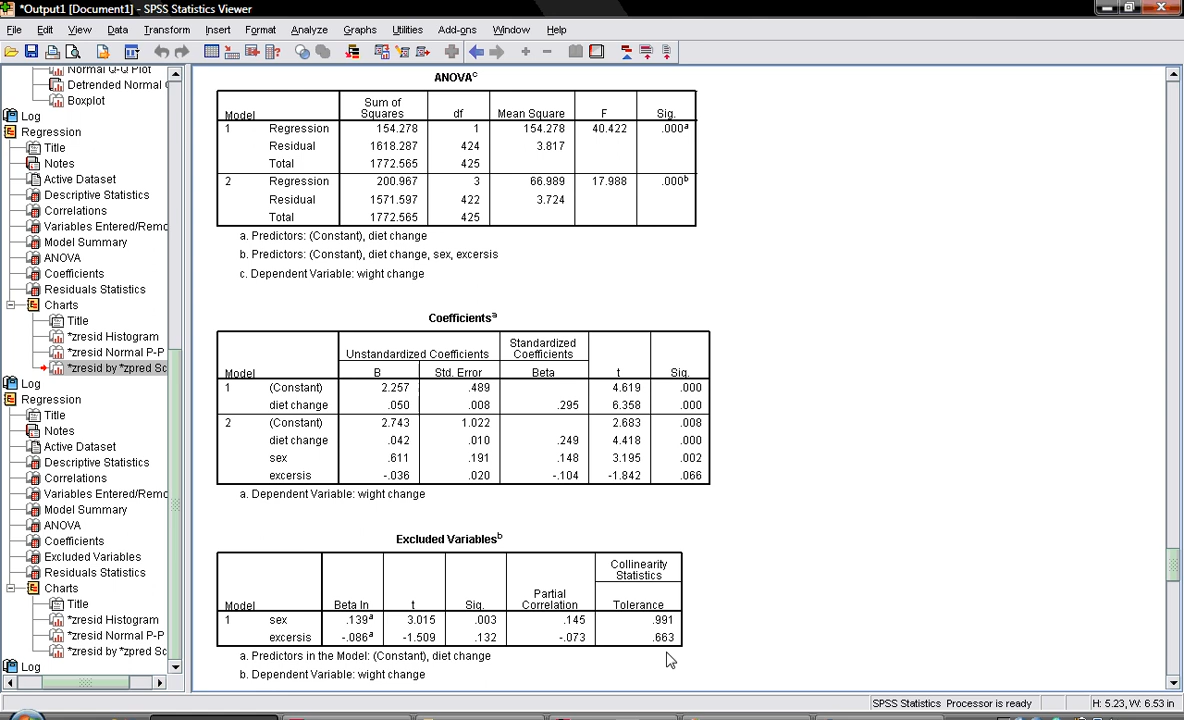 *Output1 [Document1] - SPSS Statistics Viewer
File Edit View Data Transform Insert Format Analyze Graphs Utilities Add-ons Window Help
Normal Q-Q Plot
Detrended Normal
Boxplot
Log
Regression
Title
Notes
Active Dataset
Descriptive Statistics
Correlations
Variables Entered/Remo
Model Summary
ANOVA
Coefficients
Residuals Statistics
Charts
Title
*zresid Histogram
*zresid Normal P-P
*zresid by *zpred Sc
Log
Regression
Title
Notes
Active Dataset
Descriptive Statistics
Correlations
Variables Entered/Remo
Model Summary
ANOVA
Coefficients
Excluded Variables
Residuals Statistics
Charts
Title
*zresid Histogram
*zresid Normal P-P
*zresid by *zpred Sc
Log
ANOVAc
Sum of
Model Squares df Mean Square F Sig.
1 Regression 154.278 1 154.278 40.422 .000a
Residual 1618.287 424 3.817
Total 1772.565 425
2 Regression 200.967 3 66.989 17.988 .000b
Residual 1571.597 422 3.724
Total 1772.565 425
a. Predictors: (Constant), diet change
b. Predictors: (Constant), diet change, sex, excersis
c. Dependent Variable: wight change
Coefficientsa
Standardized
Unstandardized Coefficients Coefficients
Model B Std. Error Beta t Sig.
1 (Constant) 2.257 .489 4.619 .000
diet change .050 .008 .295 6.358 .000
2 (Constant) 2.743 1.022 2.683 .008
diet change .042 .010 .249 4.418 .000
sex .611 .191 .148 3.195 .002
excersis -.036 .020 -.104 -1.842 .066
a. Dependent Variable: wight change
Excluded Variablesb
Collinearity
Statistics
Partial
Model Beta In t Sig. Correlation Tolerance
1 sex .139a 3.015 .003 .145 .991
excersis -.086a -1.509 .132 -.073 .663
a. Predictors in the Model: (Constant), diet change
b. Dependent Variable: wight change
SPSS Statistics Processor is ready H: 5.23, W: 6.53 in